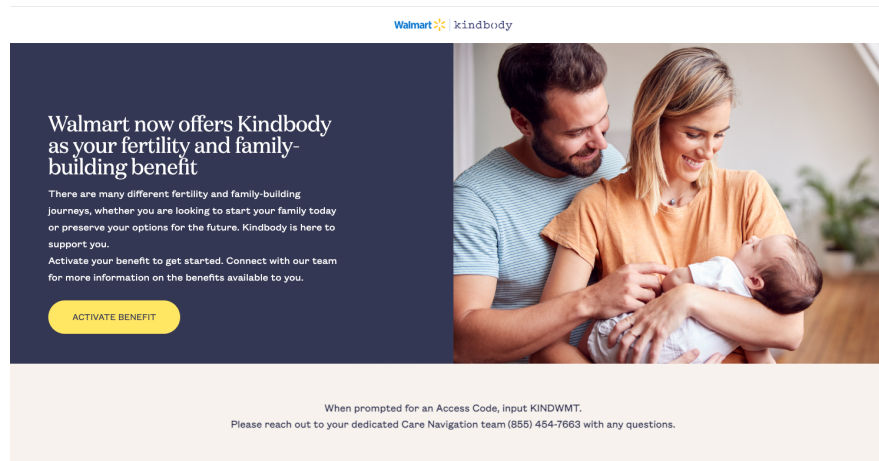 Walmart kindbody
Walmart now offers Kindbody
as your fertility and family-
building benefit
There are many different fertility and family-building
journeys, whether you are looking to start your family today
or preserve your options for the future. Kindbody is here to
support you.
Activate your benefit to get started. Connect with our team
for more information on the benefits available to you.
ACTIVATE BENEFIT
When prompted for an Access Code, input KINDWMT.
Please reach out to your dedicated Care Navigation team (855) 454-7663 with any questions.